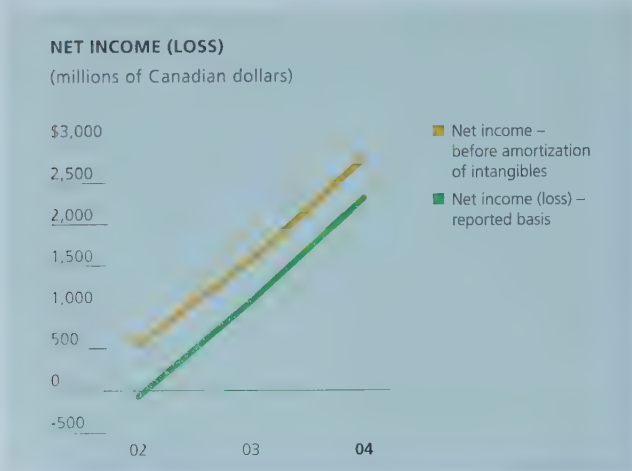 NET INCOME (LOSS)
(millions of Canadian dollars)
$3,000
2,500
2,000
1,500
1,000
500
0
-500
02
03
04
Net income –
before amortization
of intangibles
Net income (loss) –
reported basis